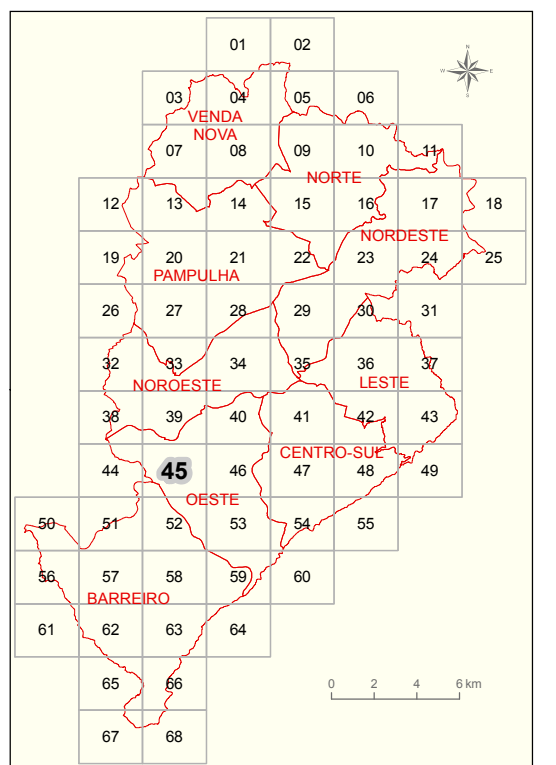 01 02
N
W E
S
03 04 05 06
VENDA
NOVA
07 08 09 10 11
NORTE
12 13 14 15 16 17 18
NORDESTE
19 20 21 22 23 24 25
PAMPULHA
26 27 28 29 30 31
32 33 34 35 36 37
NOROESTE LESTE
38 39 40 41 42 43
CENTRO-SUL
44 45 46 47 48 49
OESTE
50 51 52 53 54 55
56 57 58 59 60
BARREIRO
61 62 63 64
65 66
0 2 4 6 km
67 68